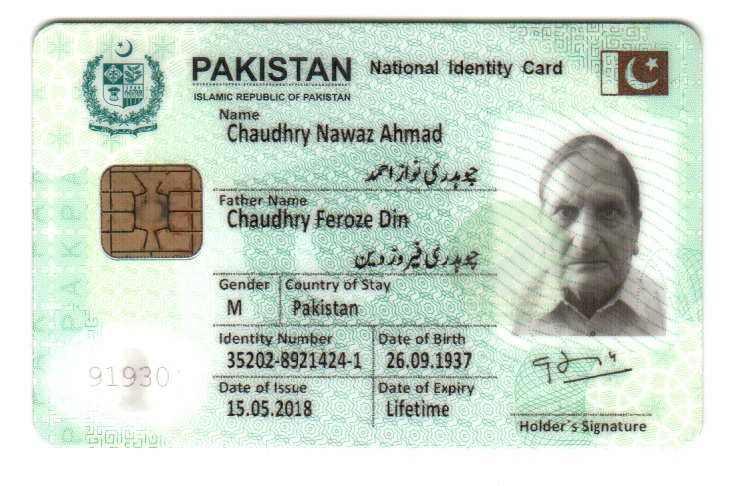 PAKISTAN National Identity Card
ISLAMIC REPUBLIC OF PAKISTAN
Name
Chaudhry Nawaz Ahmad
چوہدری نواز احمد
Father Name
Chaudhry Feroze Din
چوہدری فیروز دین
Gender Country of Stay
M Pakistan
Identity Number Date of Birth
35202-8921424-1 26.09.1937
Date of Issue Date of Expiry
15.05.2018 Lifetime
91930
Holder's Signature